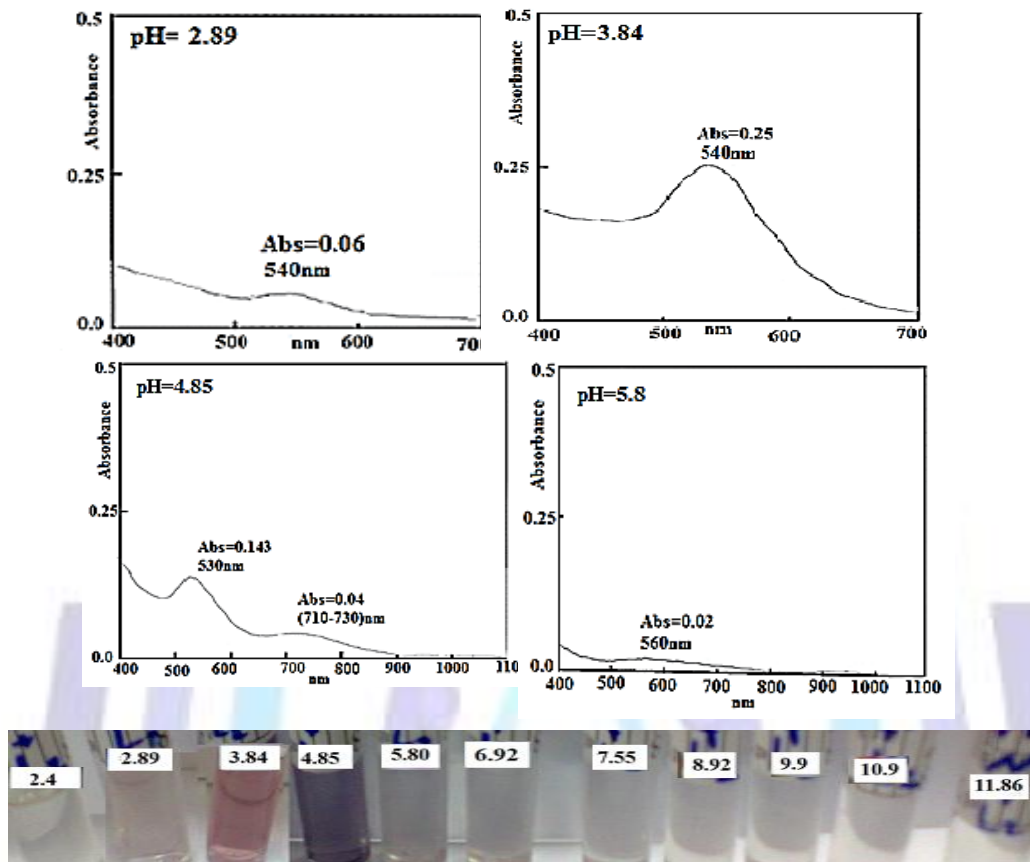 0.5
pH= 2.89
Absorbance
0.25
Abs=0.06
540nm
0.0
400
500
nm
600
70
0.5
pH=3.84
Absorbance
0.25
Abs=0.25
540nm
0.0
400
500
nm
600
700
0.5
pH=4.85
Absorbance
0.25
Abs=0.143
530nm
Abs=0.04
(710-730)nm
0.0
400 500 600 700 800 900 1000 110
nm
0.5
pH=5.8
Absorbance
0.25
Abs=0.02
560nm
0.0
400 500 600 700 800 900 1000 1100
nm
2.4 2.89 3.84 4.85 5.80 6.92 7.55 8.92 9.9 10.9 11.86